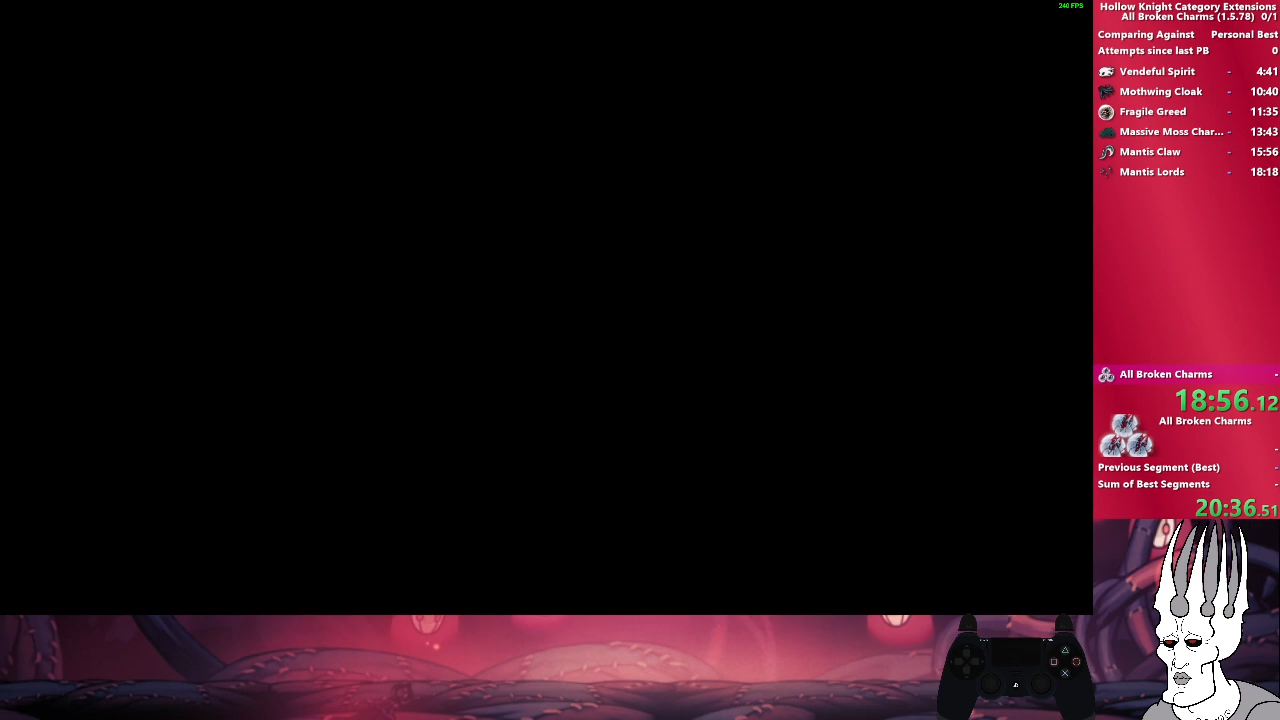 240 FPS
Hollow Knight Category Extensions
All Broken Charms (1.5.78) 0/1
Comparing Against Personal Best
Attempts since last PB 0
Vendeful Spirit - 4:41
Mothwing Cloak - 10:40
Fragile Greed - 11:35
Massive Moss Char... - 13:43
Mantis Claw - 15:56
Mantis Lords - 18:18
All Broken Charms -
18:56.12
All Broken Charms
-
Previous Segment (Best) -
Sum of Best Segments -
20:36.51